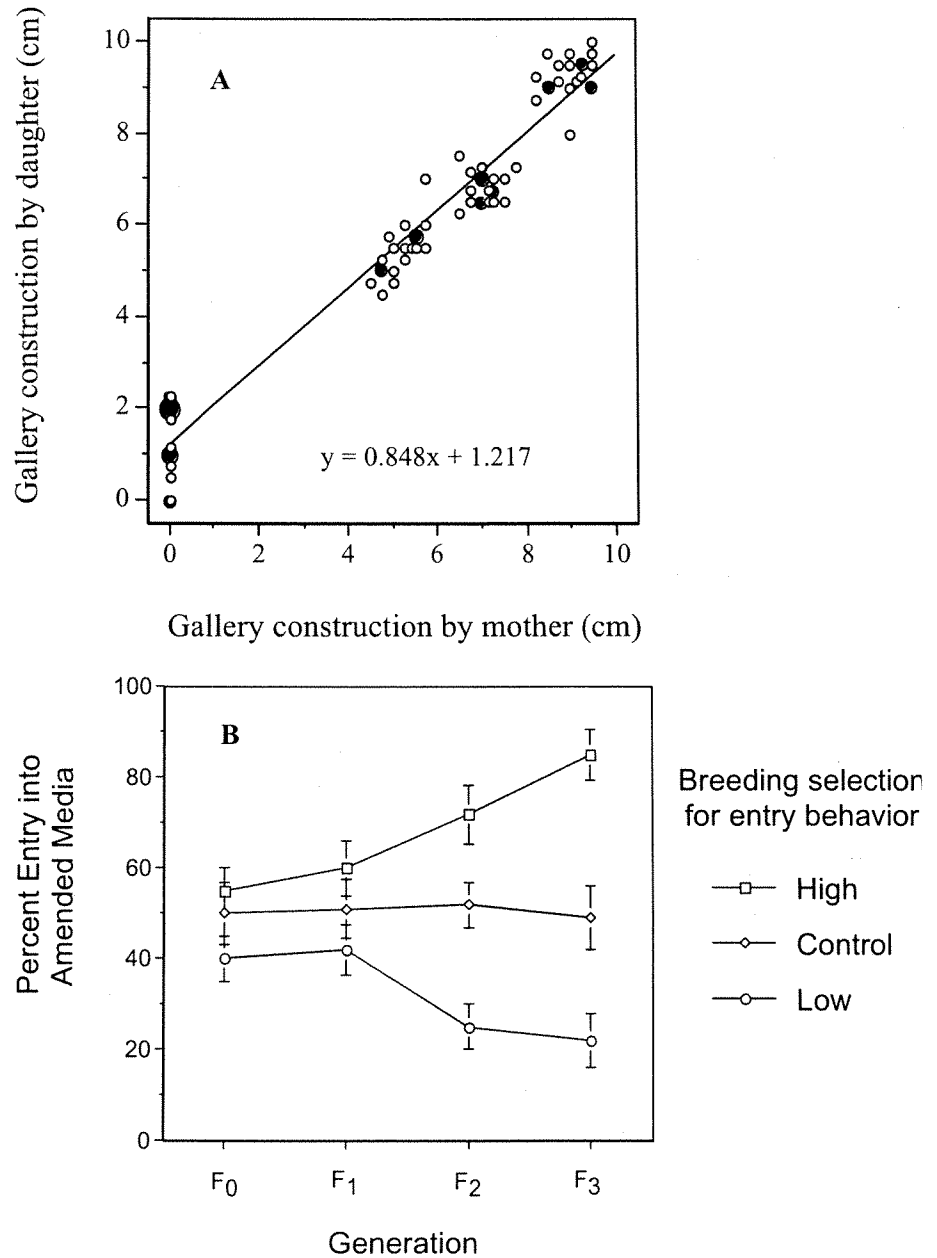 Gallery construction by daughter (cm)
10
8
6
4
2
0
A
y = 0.848x + 1.217
0 2 4 6 8 10
Gallery construction by mother (cm)
Percent Entry into
Amended Media
100
80
60
40
20
0
B
F0 F1 F2 F3
Generation
Breeding selection
for entry behavior
High
Control
Low